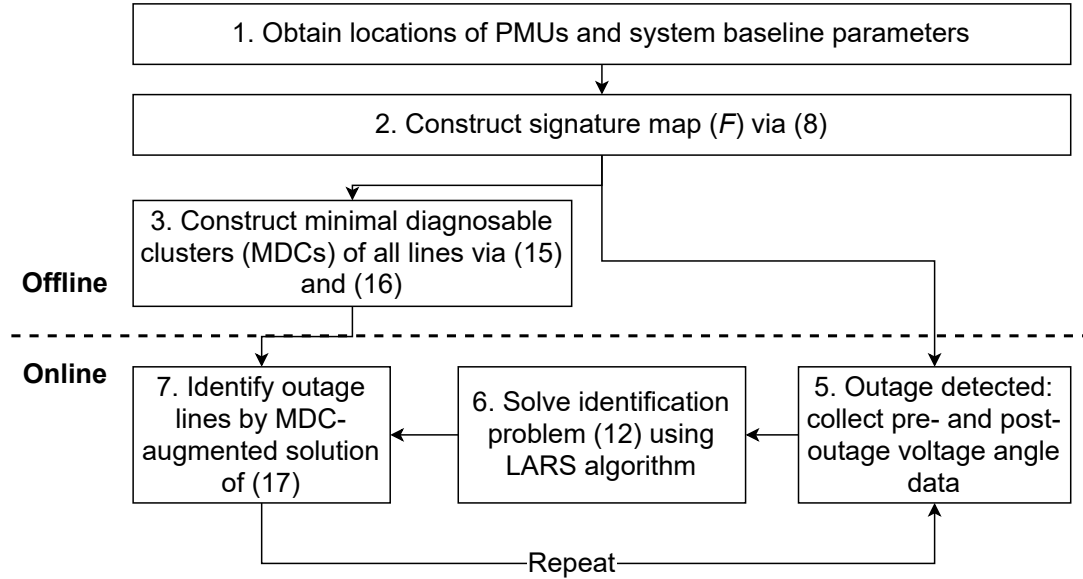 1. Obtain locations of PMUs and system baseline parameters
2. Construct signature map (F) via (8)
3. Construct minimal diagnosable
clusters (MDCs) of all lines via (15)
and (16)
Offline
Online
7. Identify outage
lines by MDC-
augmented solution
of (17)
6. Solve identification
problem (12) using
LARS algorithm
5. Outage detected:
collect pre- and post-
outage voltage angle
data
Repeat